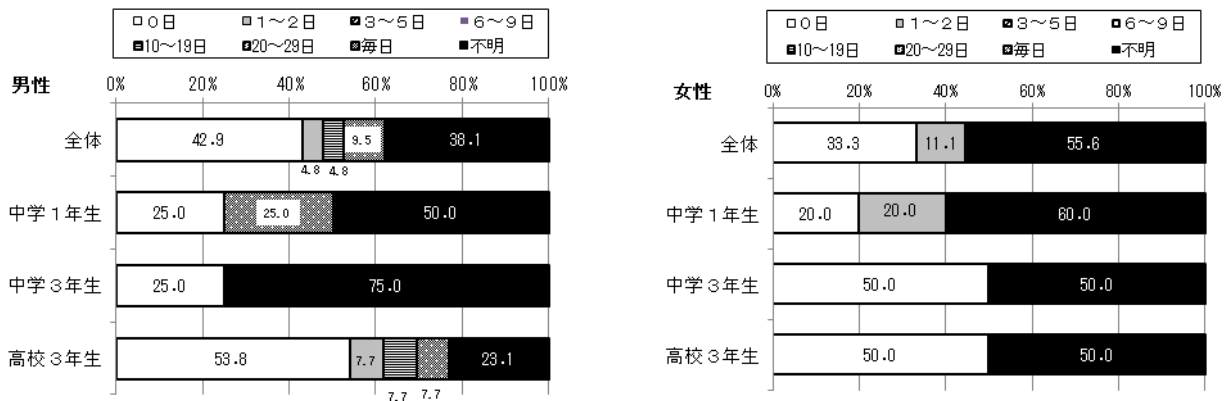 □０日 ■１～２日 ■３～５日 ■６～９日
■10～19日 ■20～29日 ■毎日 ■不明
男性
0% 20% 40% 60% 80% 100%
全体 42.9 4.8 4.8 9.5 38.1
中学１年生 25.0 25.0 50.0
中学３年生 25.0 75.0
高校３年生 53.8 7.7 7.7 7.7 23.1
□０日 ■１～２日 ■３～５日 ■６～９日
■10～19日 ■20～29日 ■毎日 ■不明
女性
0% 20% 40% 60% 80% 100%
全体 33.3 11.1 55.6
中学１年生 20.0 20.0 60.0
中学３年生 50.0 50.0
高校３年生 50.0 50.0